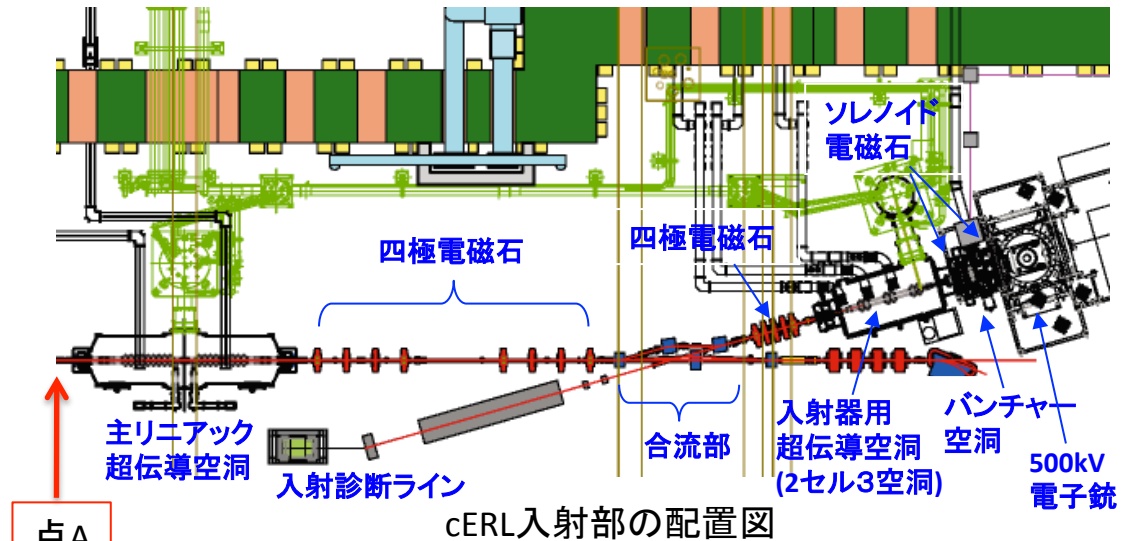 ソレノイド
電磁石
四極電磁石
四極電磁石
主リニアック
超伝導空洞
入射診断ライン
合流部
入射器用
超伝導空洞
(2セル3空洞)
バンチャー
空洞
500kV
電子銃
点A
cERL入射部の配置図